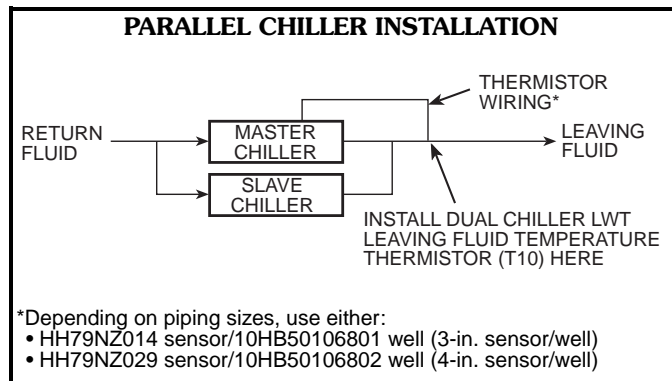 PARALLEL CHILLER INSTALLATION
THERMISTOR
WIRING*
RETURN
FLUID
MASTER
CHILLER
LEAVING
FLUID
SLAVE
CHILLER
INSTALL DUAL CHILLER LWT
LEAVING FLUID TEMPERATURE
THERMISTOR (T10) HERE
*Depending on piping sizes, use either:
• HH79NZ014 sensor/10HB50106801 well (3-in. sensor/well)
• HH79NZ029 sensor/10HB50106802 well (4-in. sensor/well)